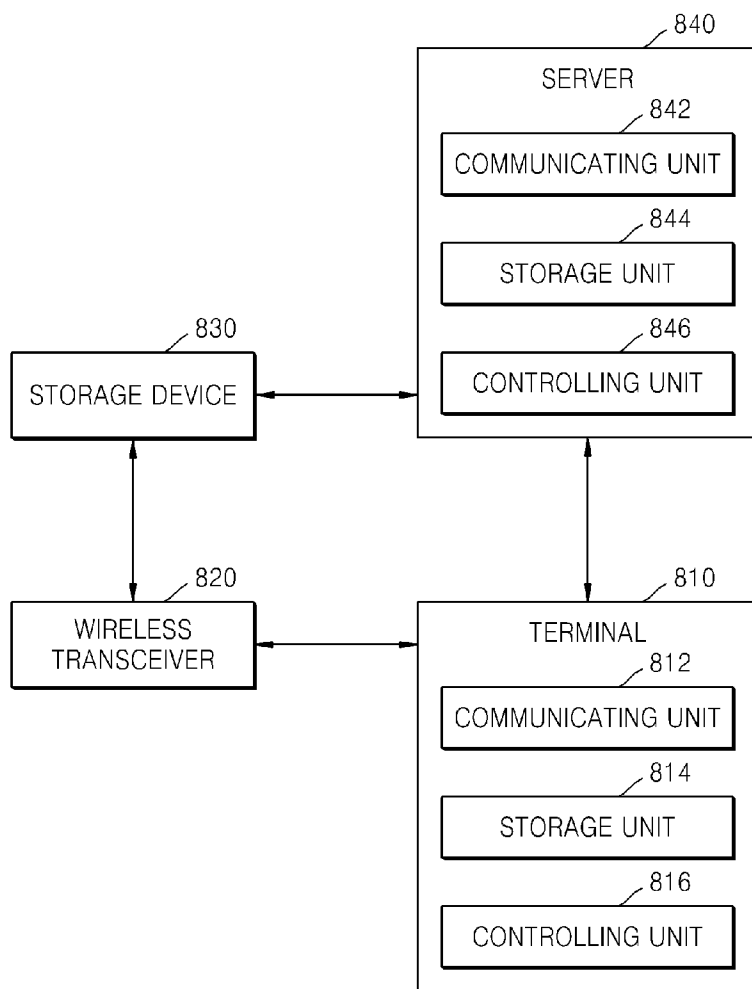 840
SERVER
842
COMMUNICATING UNIT
844
STORAGE UNIT
830
846
STORAGE DEVICE
CONTROLLING UNIT
820
810
WIRELESS
TRANSCEIVER
TERMINAL
812
COMMUNICATING UNIT
814
STORAGE UNIT
816
CONTROLLING UNIT